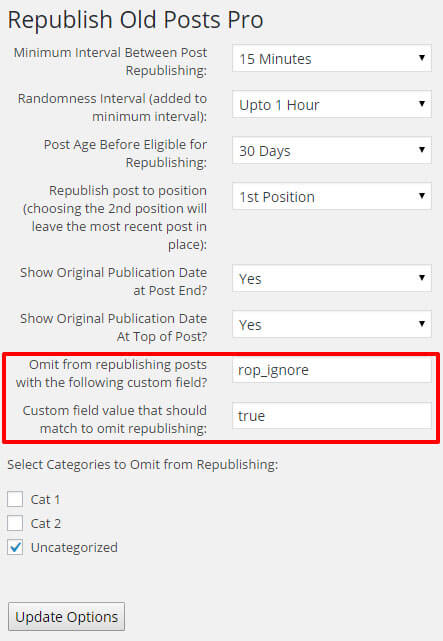 Republish Old Posts Pro
Minimum Interval Between Post
Republishing:
15 Minutes
Randomness Interval (added to
minimum interval):
Upto 1 Hour
Post Age Before Eligible for
Republishing:
30 Days
Republish post to position
(choosing the 2nd position will
leave the most recent post in
place):
1st Position
Show Original Publication Date
at Post End?
Yes
Show Original Publication Date
At Top of Post?
Yes
Omit from republishing posts
with the following custom field?
rop_ignore
Custom field value that should
match to omit republishing:
true
Select Categories to Omit from Republishing:
Cat 1
Cat 2
Uncategorized
Update Options